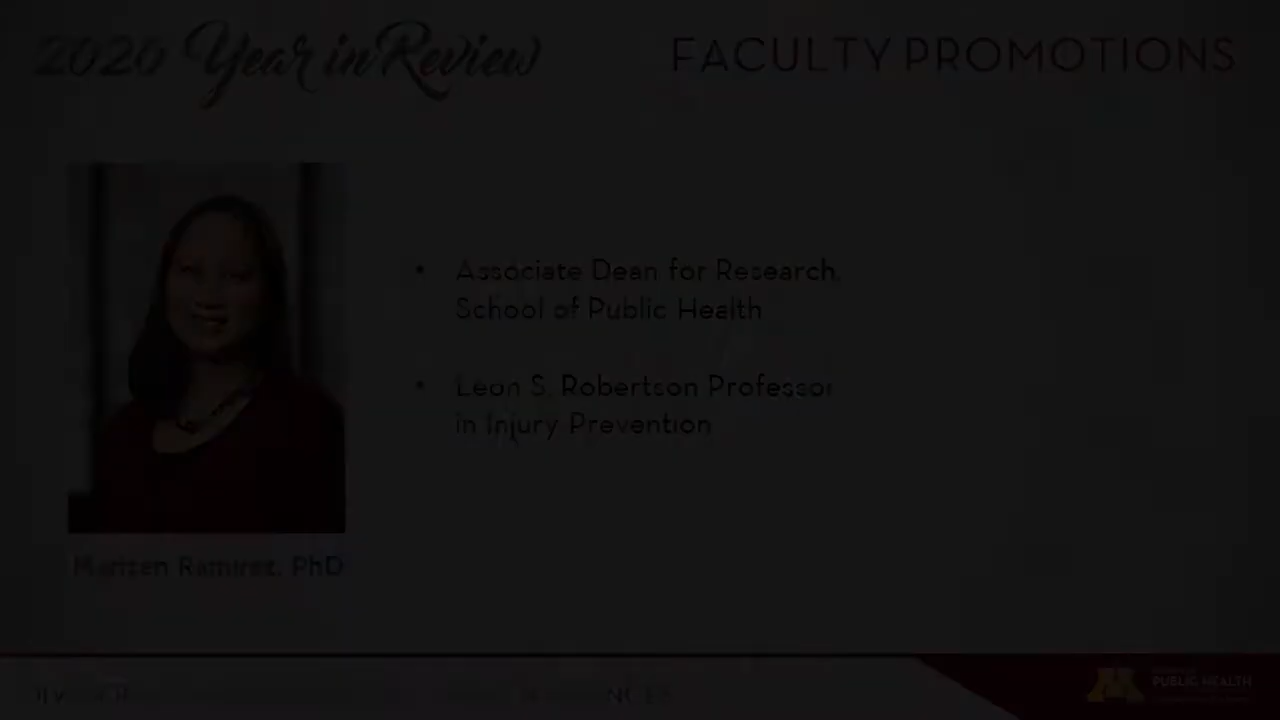 2020 Year in Review
FACULTY PROMOTIONS
• Associate Dean for Research,
School of Public Health
• Leon S. Robertson Professor
in Injury Prevention
Marizen Ramirez, PhD
PUBLIC HEALTH